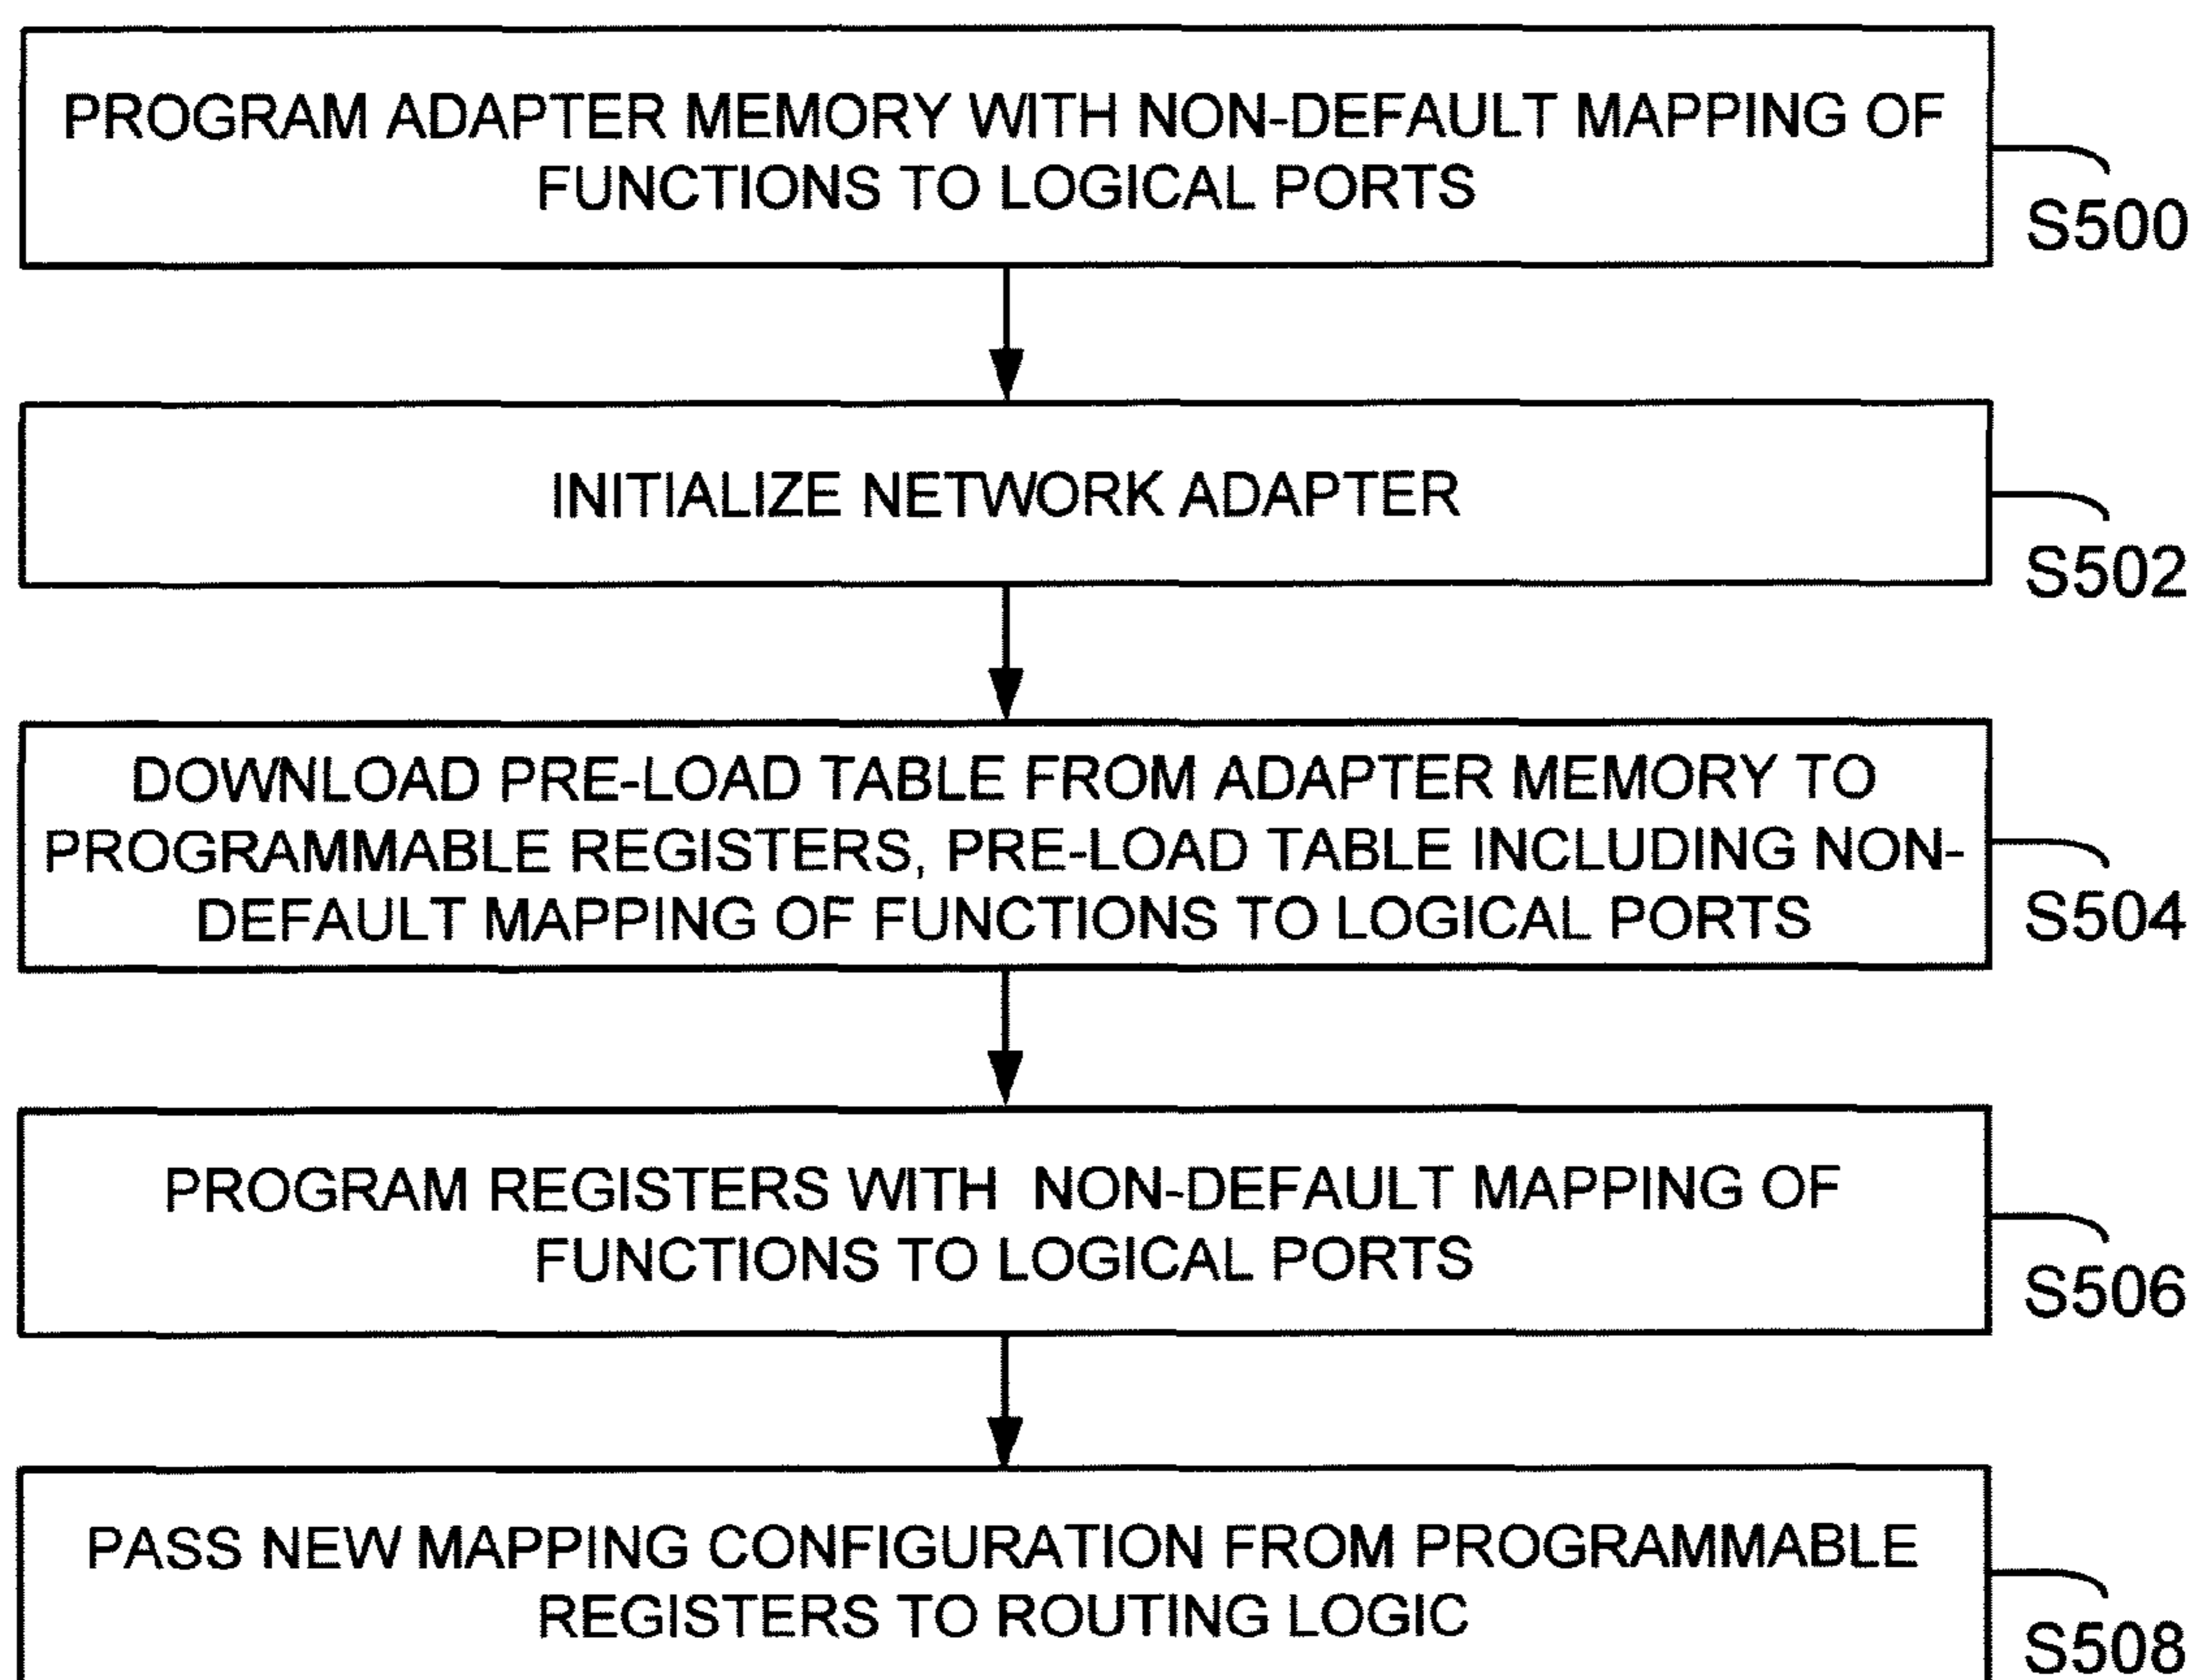 PROGRAM ADAPTER MEMORY WITH NON-DEFAULT MAPPING OF
FUNCTIONS TO LOGICAL PORTS
S500
INITIALIZE NETWORK ADAPTER
S502
DOWNLOAD PRE-LOAD TABLE FROM ADAPTER MEMORY TO
PROGRAMMABLE REGISTERS, PRE-LOAD TABLE INCLUDING NON-
DEFAULT MAPPING OF FUNCTIONS TO LOGICAL PORTS
S504
PROGRAM REGISTERS WITH NON-DEFAULT MAPPING OF
FUNCTIONS TO LOGICAL PORTS
S506
PASS NEW MAPPING CONFIGURATION FROM PROGRAMMABLE
REGISTERS TO ROUTING LOGIC
S508